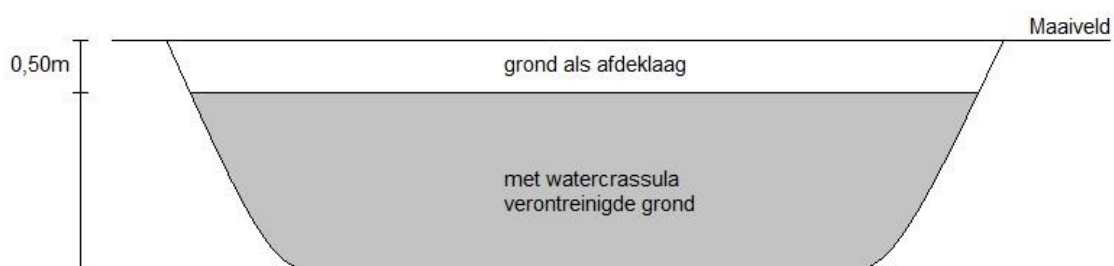 Maaiveld
0,50m
grond als afdeklaag
met watercrassula
verontreinigde grond